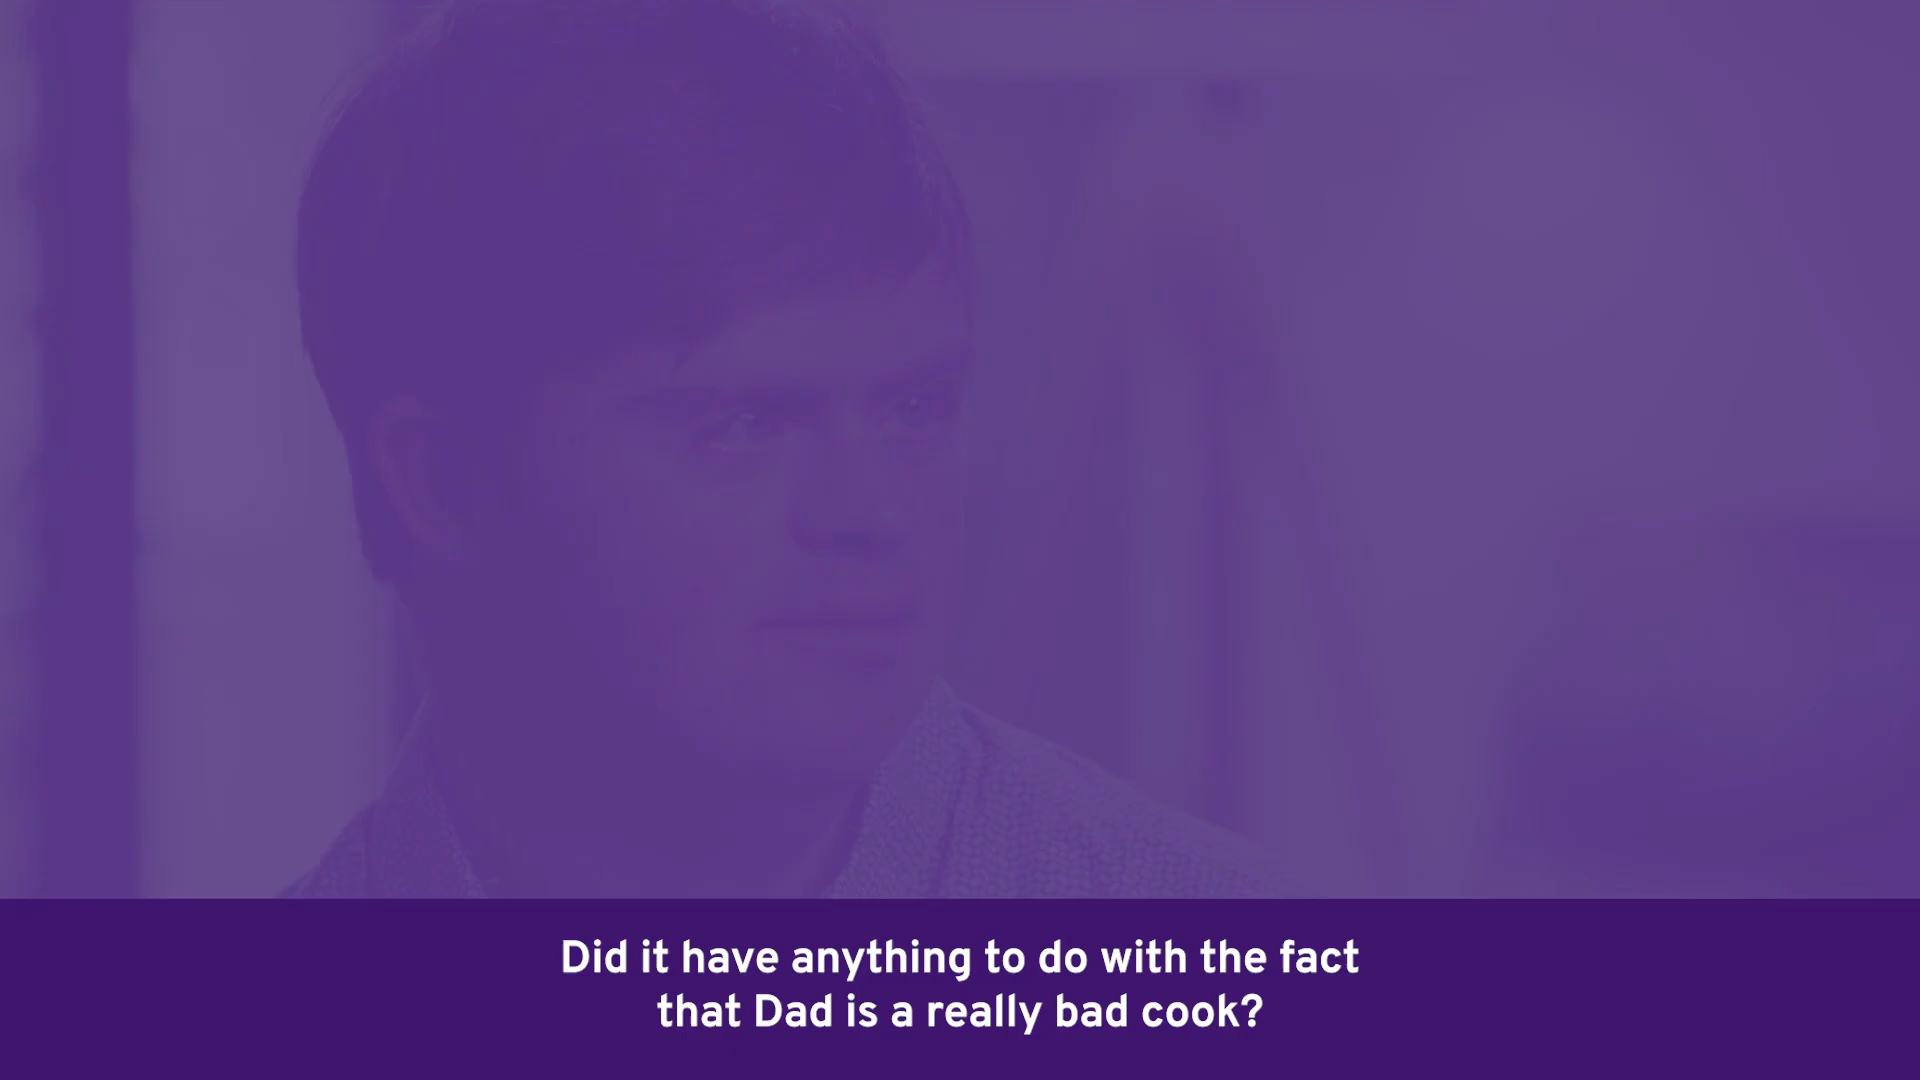 Did it have anything to do with the fact
that Dad is a really bad cook?